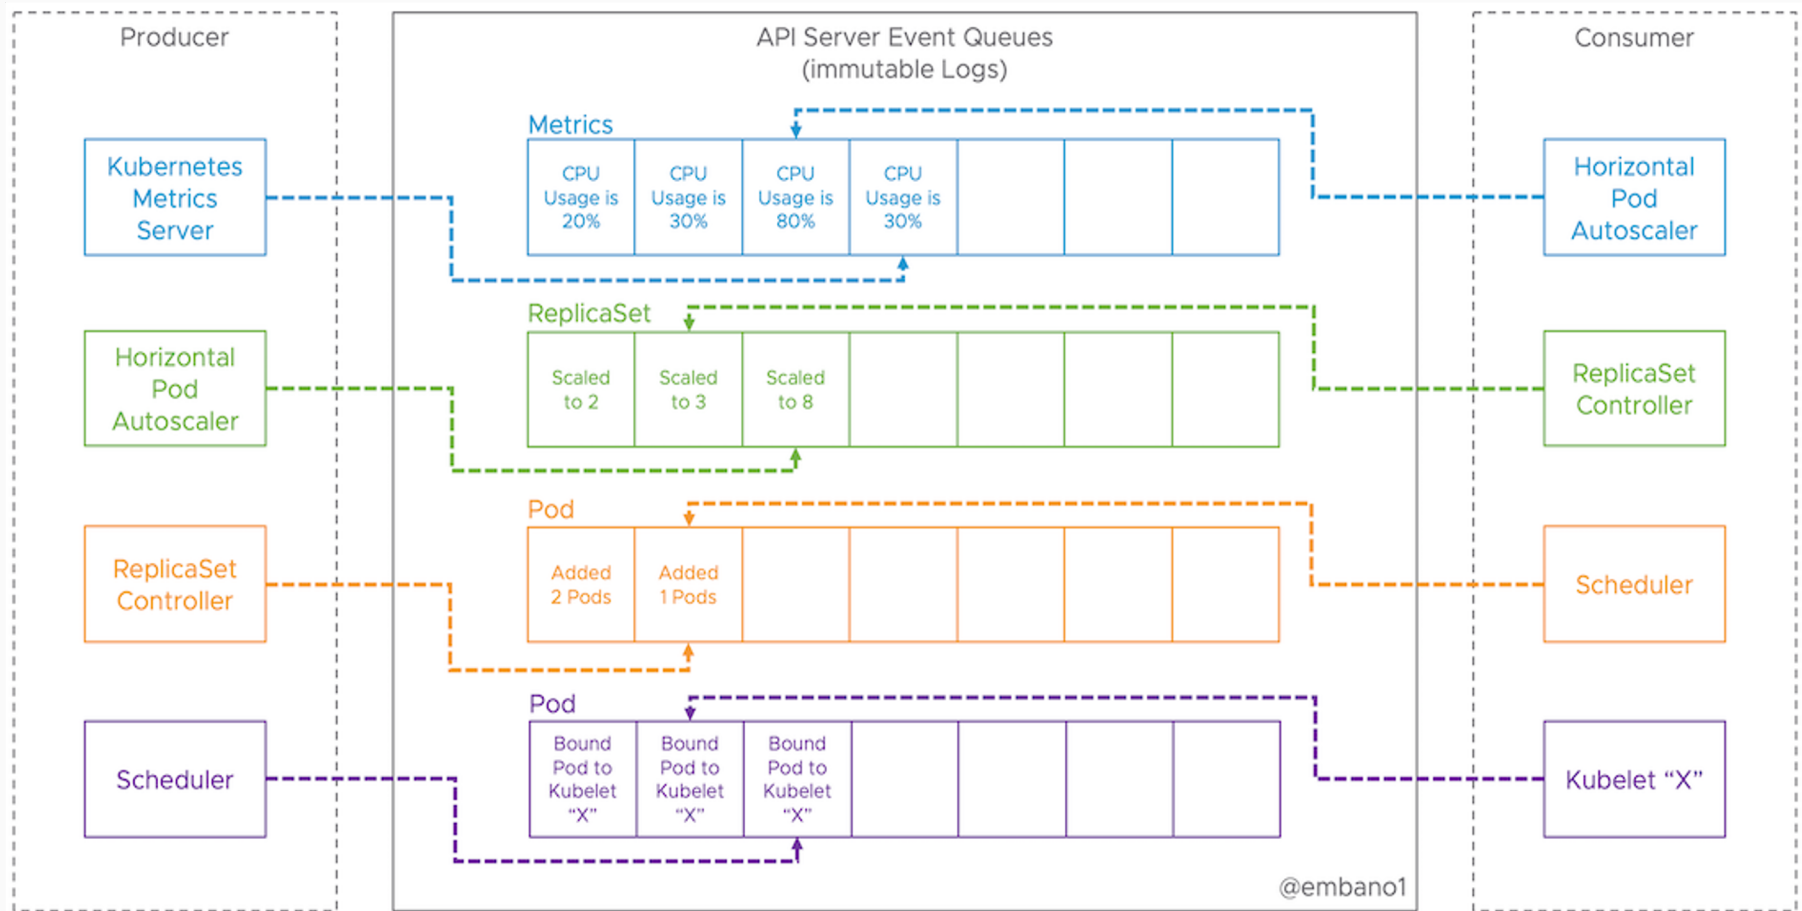 Producer
API Server Event Queues
(immutable Logs)
Consumer
Metrics
Kubernetes
Metrics
Server
CPU
Usage is
20%
CPU
Usage is
30%
CPU
Usage is
80%
CPU
Usage is
30%
Horizontal
Pod
Autoscaler
ReplicaSet
Horizontal
Pod
Autoscaler
Scaled
to 2
Scaled
to 3
Scaled
to 8
ReplicaSet
Controller
Pod
ReplicaSet
Controller
Added
2 Pods
Added
1 Pods
Scheduler
Pod
Scheduler
Bound
Pod to
Kubelet
“X”
Bound
Pod to
Kubelet
“X”
Bound
Pod to
Kubelet
“X”
Kubelet “X”
@embano1